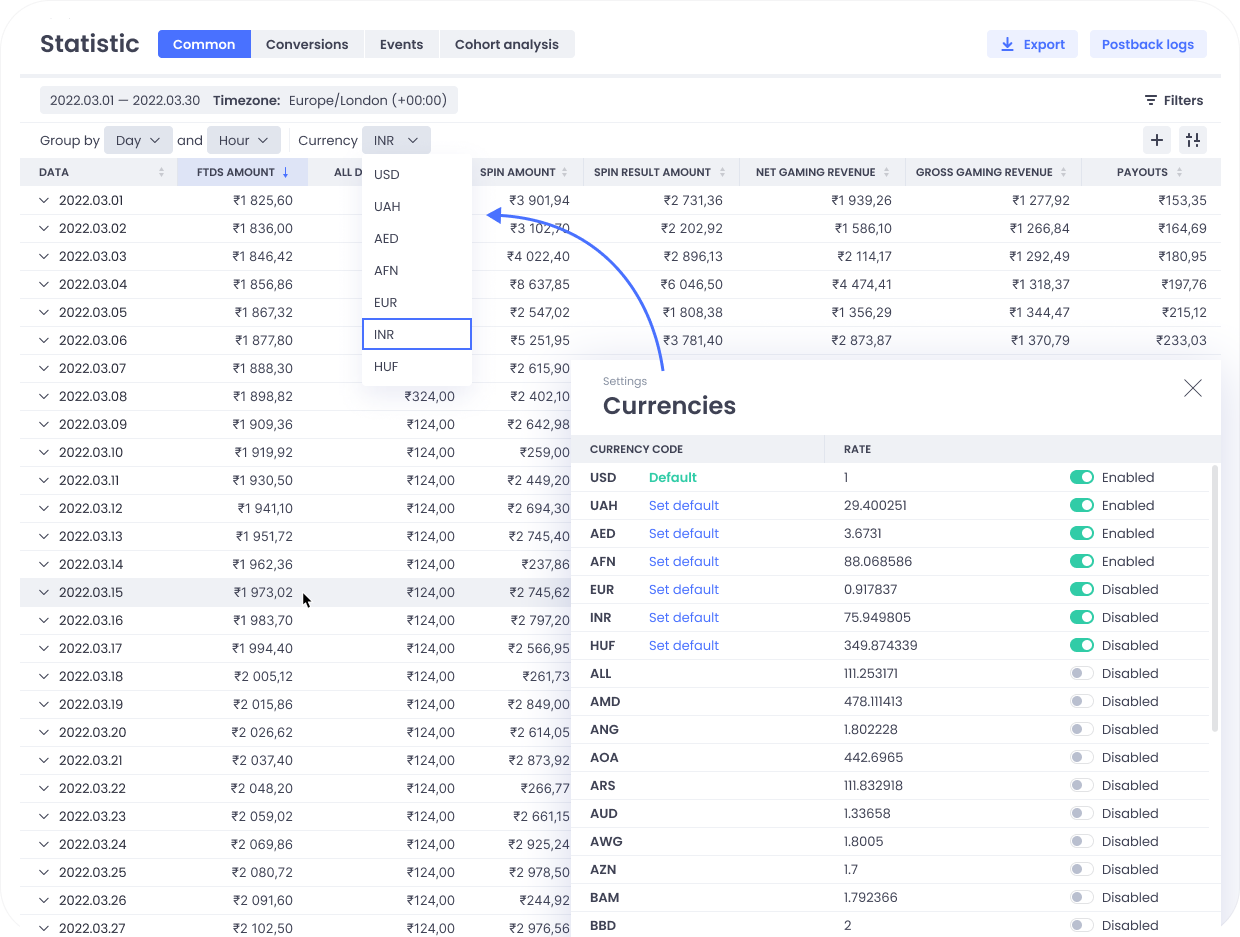 Statistic Common Conversions Events Cohort analysis Export Postback logs
2022.03.01 — 2022.03.30 Timezone: Europe/London (+00:00) Filters
Group by Day and Hour Currency INR
DATA FTDS AMOUNT ALL D SPIN AMOUNT SPIN RESULT AMOUNT NET GAMING REVENUE GROSS GAMING REVENUE PAYOUTS
USD
UAH
AED
AFN
EUR
INR
HUF
2022.03.01 ₹1 825,60 ₹3 901,94 ₹2 731,36 ₹1 939,26 ₹1 277,92 ₹153,35
2022.03.02 ₹1 836,00 ₹3 102,70 ₹2 202,92 ₹1 586,10 ₹1 266,84 ₹164,69
2022.03.03 ₹1 846,42 ₹4 022,40 ₹2 896,13 ₹2 114,17 ₹1 292,49 ₹180,95
2022.03.04 ₹1 856,86 ₹8 637,85 ₹6 046,50 ₹4 474,41 ₹1 318,37 ₹197,76
2022.03.05 ₹1 867,32 ₹2 547,02 ₹1 808,38 ₹1 356,29 ₹1 344,47 ₹215,12
2022.03.06 ₹1 877,80 ₹5 251,95 ₹3 781,40 ₹2 873,87 ₹1 370,79 ₹233,03
2022.03.07 ₹1 888,30 ₹2 615,90
2022.03.08 ₹1 898,82 ₹324,00 ₹2 402,10
2022.03.09 ₹1 909,36 ₹124,00 ₹2 642,98
2022.03.10 ₹1 919,92 ₹124,00 ₹259,00
2022.03.11 ₹1 930,50 ₹124,00 ₹2 449,20
2022.03.12 ₹1 941,10 ₹124,00 ₹2 694,30
2022.03.13 ₹1 951,72 ₹124,00 ₹2 745,40
2022.03.14 ₹1 962,36 ₹124,00 ₹237,86
2022.03.15 ₹1 973,02 ₹124,00 ₹2 745,62
2022.03.16 ₹1 983,70 ₹124,00 ₹2 797,20
2022.03.17 ₹1 994,40 ₹124,00 ₹2 566,95
2022.03.18 ₹2 005,12 ₹124,00 ₹261,73
2022.03.19 ₹2 015,86 ₹124,00 ₹2 849,00
2022.03.20 ₹2 026,62 ₹124,00 ₹2 614,05
2022.03.21 ₹2 037,40 ₹124,00 ₹2 873,92
2022.03.22 ₹2 048,20 ₹124,00 ₹266,77
2022.03.23 ₹2 059,02 ₹124,00 ₹2 661,15
2022.03.24 ₹2 069,86 ₹124,00 ₹2 925,24
2022.03.25 ₹2 080,72 ₹124,00 ₹2 978,50
2022.03.26 ₹2 091,60 ₹124,00 ₹244,92
2022.03.27 ₹2 102,50 ₹124,00 ₹2 976,56
Settings
Currencies
CURRENCY CODE RATE
USD Default 1 Enabled
UAH Set default 29.400251 Enabled
AED Set default 3.6731 Enabled
AFN Set default 88.068586 Enabled
EUR Set default 0.917837 Disabled
INR Set default 75.949805 Disabled
HUF Set default 349.874339 Disabled
ALL 111.253171 Disabled
AMD 478.111413 Disabled
ANG 1.802228 Disabled
AOA 442.6965 Disabled
ARS 111.832918 Disabled
AUD 1.33658 Disabled
AWG 1.8005 Disabled
AZN 1.7 Disabled
BAM 1.792366 Disabled
BBD 2 Disabled